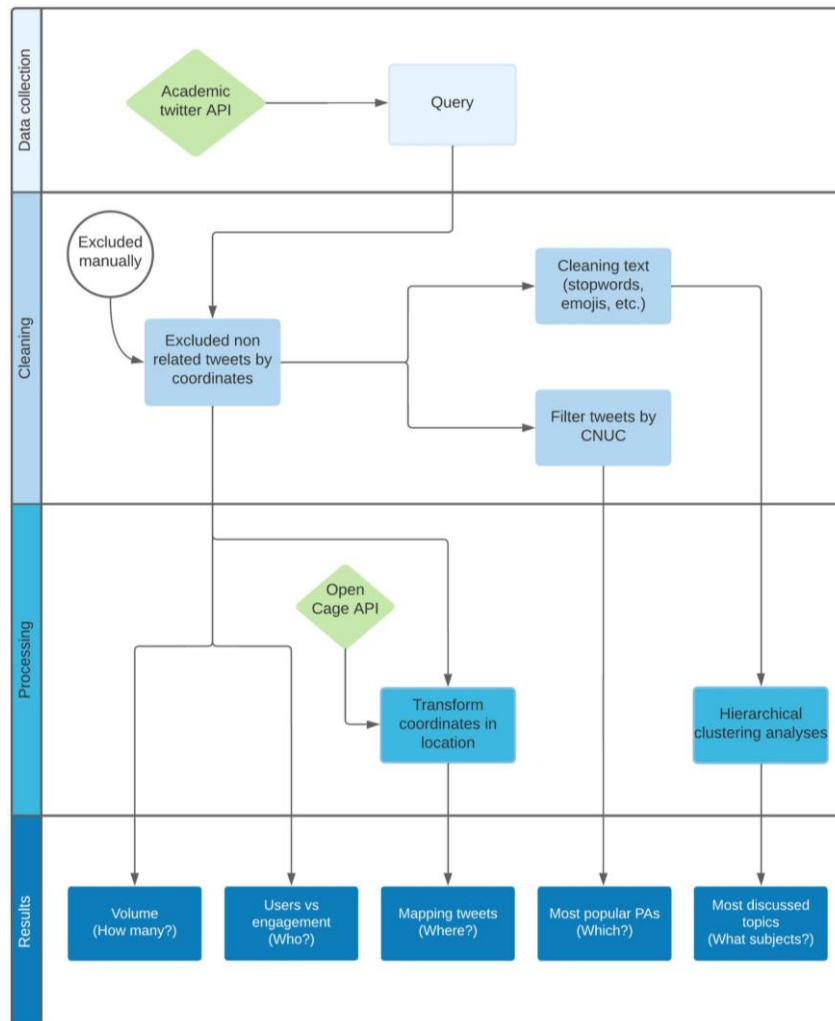 Data collection
Academic
twitter API
Query
Cleaning
Excluded
manually
Excluded non
related tweets by
coordinates
Cleaning text
(stopwords,
emojis, etc.)
Filter tweets by
CNUC
Processing
Open
Cage API
Transform
coordinates in
location
Hierarchical
clustering analyses
Results
Volume
(How many?)
Users vs
engagement
(Who?)
Mapping tweets
(Where?)
Most popular PAs
(Which?)
Most discussed
topics
(What subjects?)